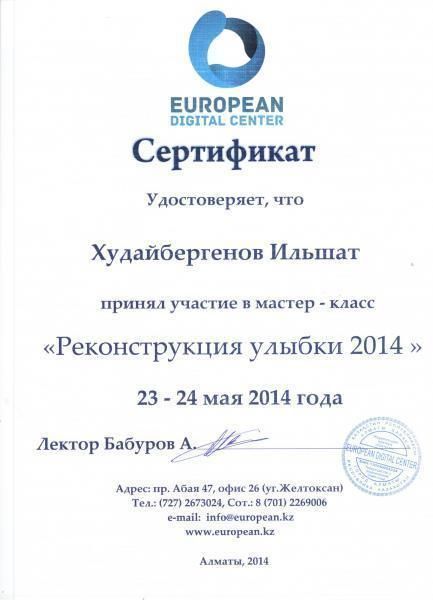 EUROPEAN
DIGITAL CENTER
Сертификат
Удостоверяет, что
Худайбергенов Ильшат
принял участие в мастер - класс
«Реконструкция улыбки 2014 »
23 - 24 мая 2014 года
Лектор Бабуров А.
EUROPEAN DIGITAL CENTER
Адрес: пр. Абая 47, офис 26 (уг.Желтоксан)
Тел.: (727) 2673024, Сот.: 8 (701) 2269006
e-mail: info@european.kz
www.european.kz
Алматы, 2014